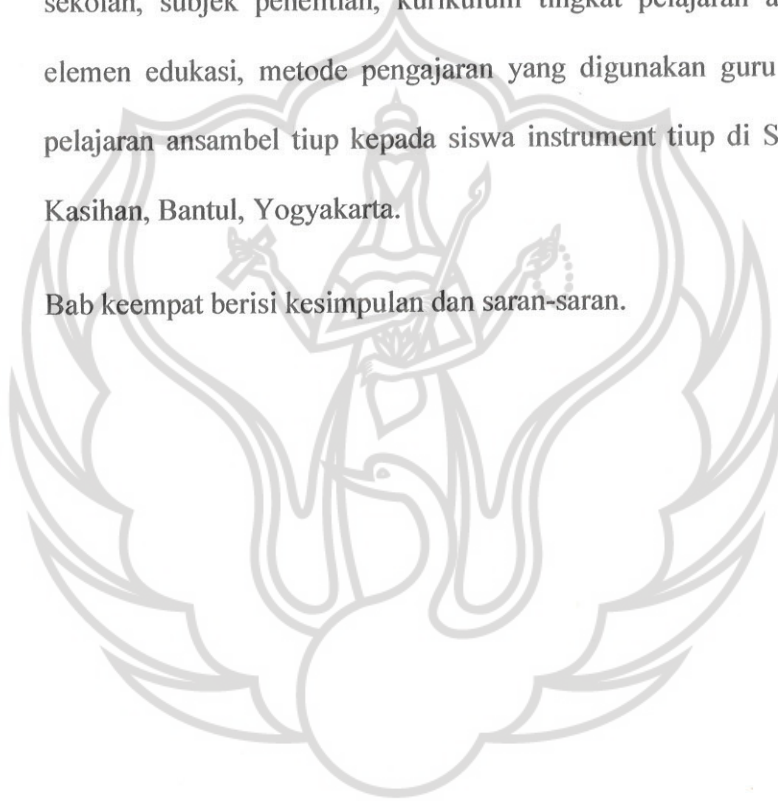 sekolah, subjek penelitian, kurikulum tingkat pelajaran
elemen edukasi, metode pengajaran yang digunakan guru
pelajaran ansambel tiup kepada siswa instrument tiup di S
Kasihan, Bantul, Yogyakarta.
Bab keempat berisi kesimpulan dan saran-saran.